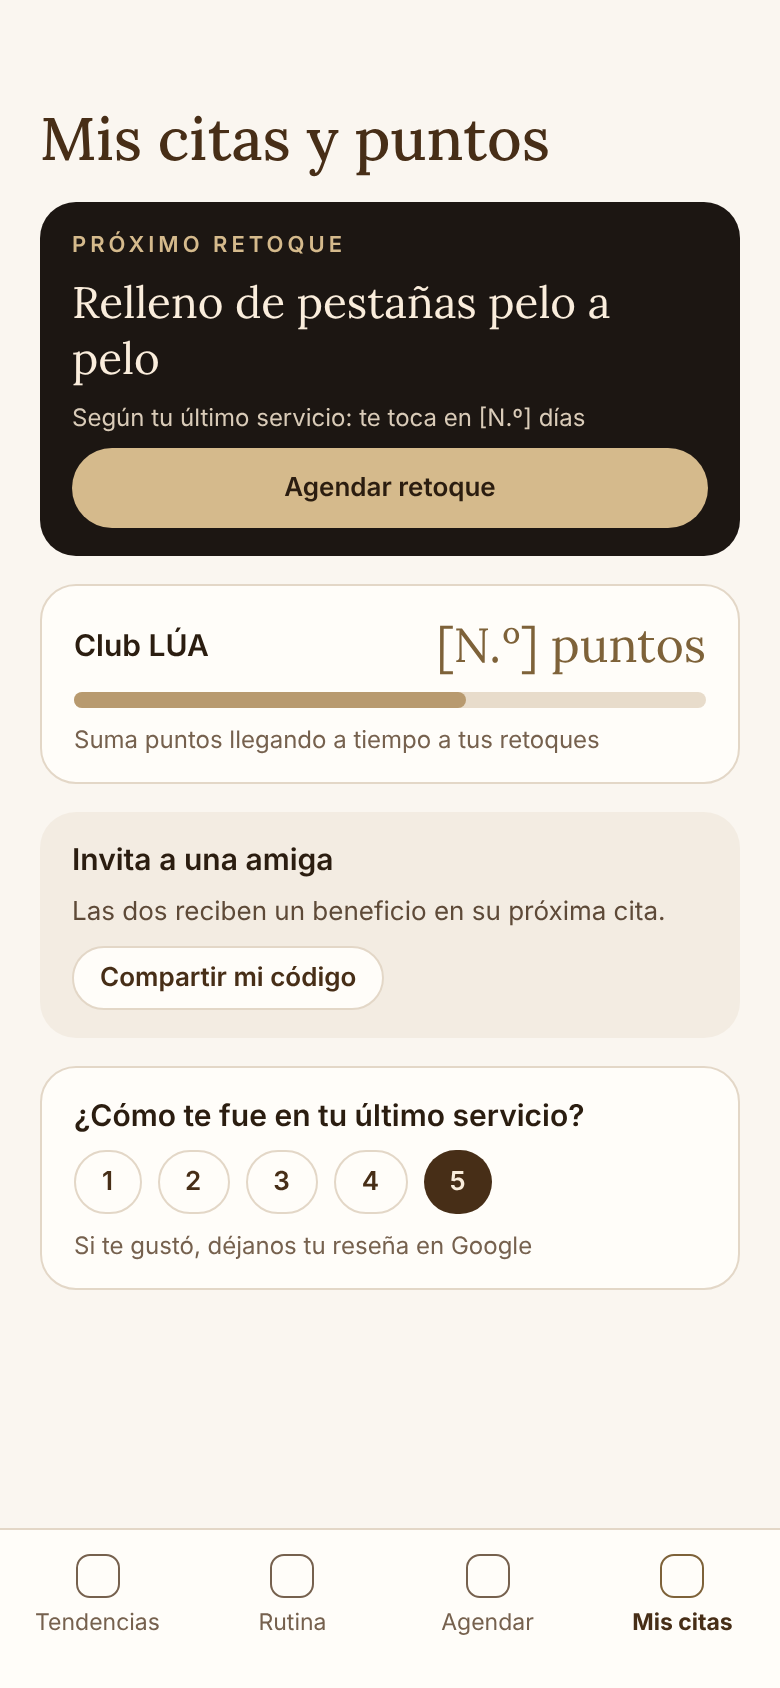 Mis citas y puntos
PRÓXIMO RETOQUE
Relleno de pestañas pelo a
pelo
Según tu último servicio: te toca en [N.º] días
Agendar retoque
Club LÚA
[N.º] puntos
Suma puntos llegando a tiempo a tus retoques
Invita a una amiga
Las dos reciben un beneficio en su próxima cita.
Compartir mi código
¿Cómo te fue en tu último servicio?
1 2 3 4 5
Si te gustó, déjanos tu reseña en Google
Tendencias Rutina Agendar Mis citas